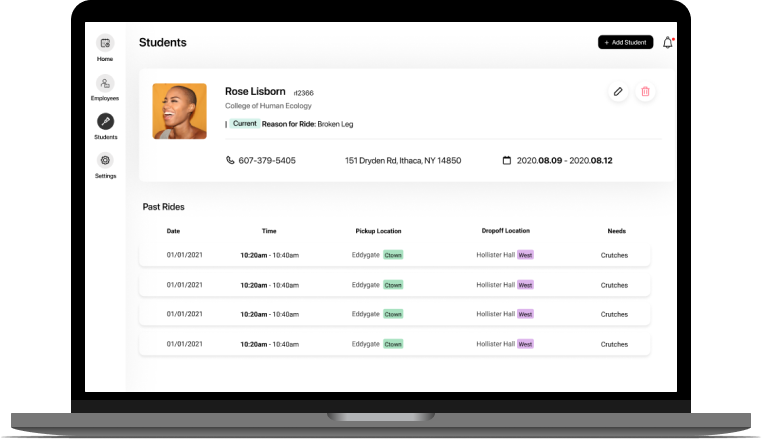 Students
+ Add Student
Home
Employees
Students
Settings
Rose Lisborn rl2366
College of Human Ecology
Current Reason for Ride: Broken Leg
607-379-5405 151 Dryden Rd, Ithaca, NY 14850 2020.08.09 - 2020.08.12
Past Rides
Date Time Pickup Location Dropoff Location Needs
01/01/2021 10:20am - 10:40am Eddygate Ctown Hollister Hall West Crutches
01/01/2021 10:20am - 10:40am Eddygate Ctown Hollister Hall West Crutches
01/01/2021 10:20am - 10:40am Eddygate Ctown Hollister Hall West Crutches
01/01/2021 10:20am - 10:40am Eddygate Ctown Hollister Hall West Crutches